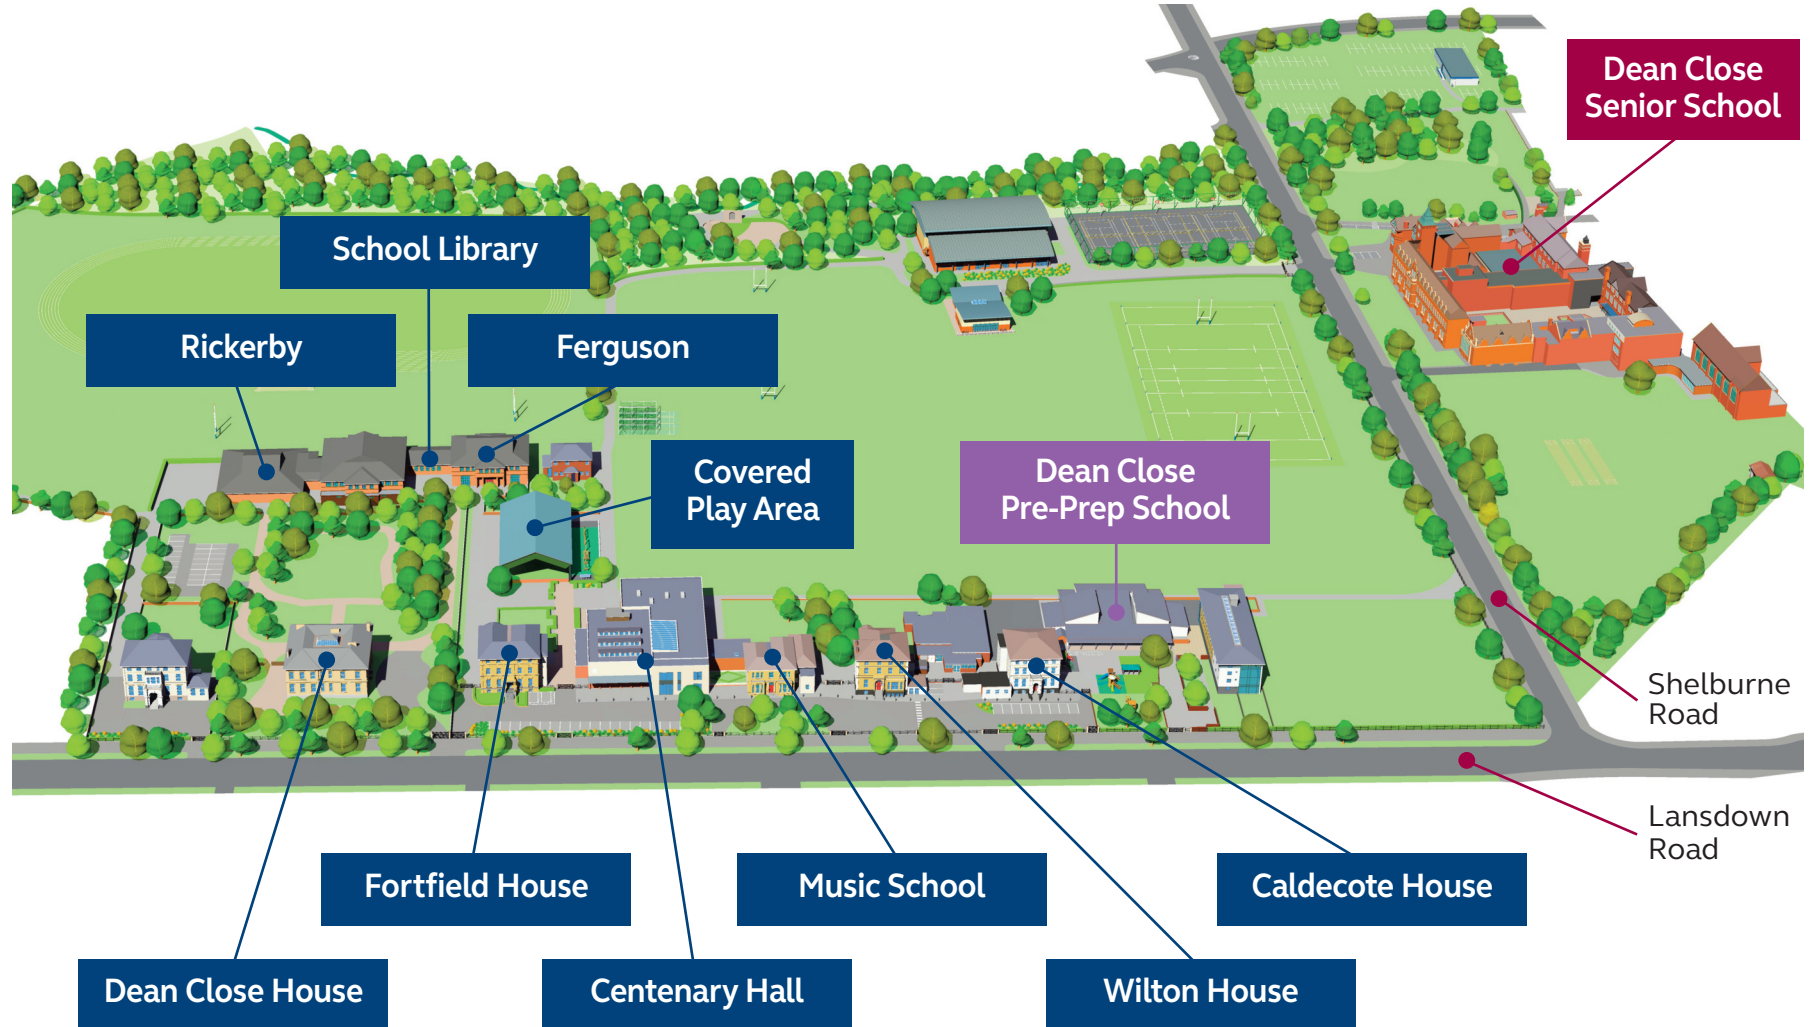 Dean Close
Senior School
School Library
Rickerby
Ferguson
Covered
Play Area
Dean Close
Pre-Prep School
Shelburne
Road
Lansdown
Road
Fortfield House
Music School
Caldecote House
Dean Close House
Centenary Hall
Wilton House